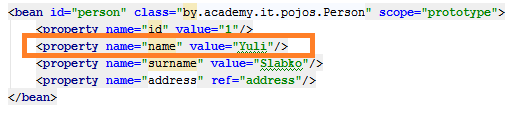 <bean id="person" class="by.academy.it.pojos.Person" scope="prototype">
<property name="id" value="1"/>
<property name="name" value="Yuli"/>
<property name="surname" value="Slabko"/>
<property name="address" ref="address"/>
</bean>